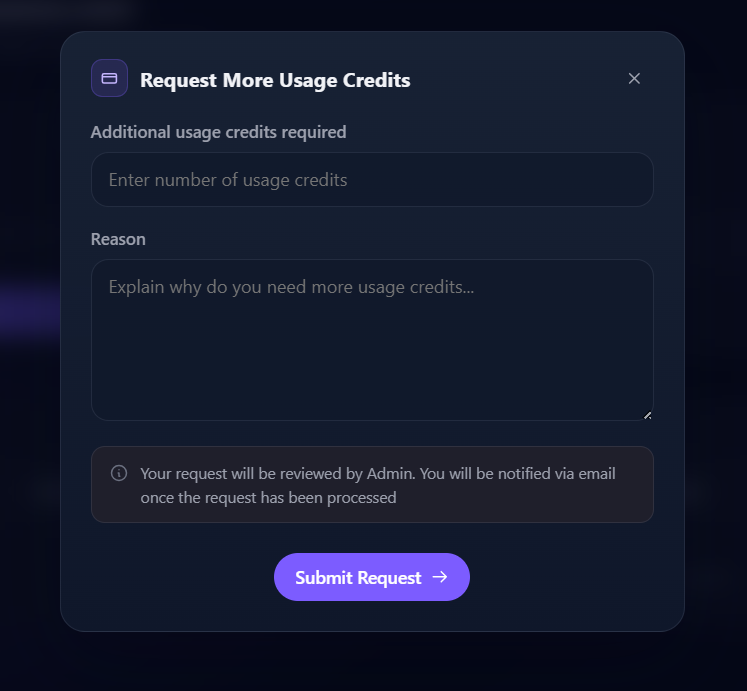 Request More Usage Credits
Additional usage credits required
Enter number of usage credits
Reason
Explain why do you need more usage credits...
Your request will be reviewed by Admin. You will be notified via email
once the request has been processed
Submit Request →